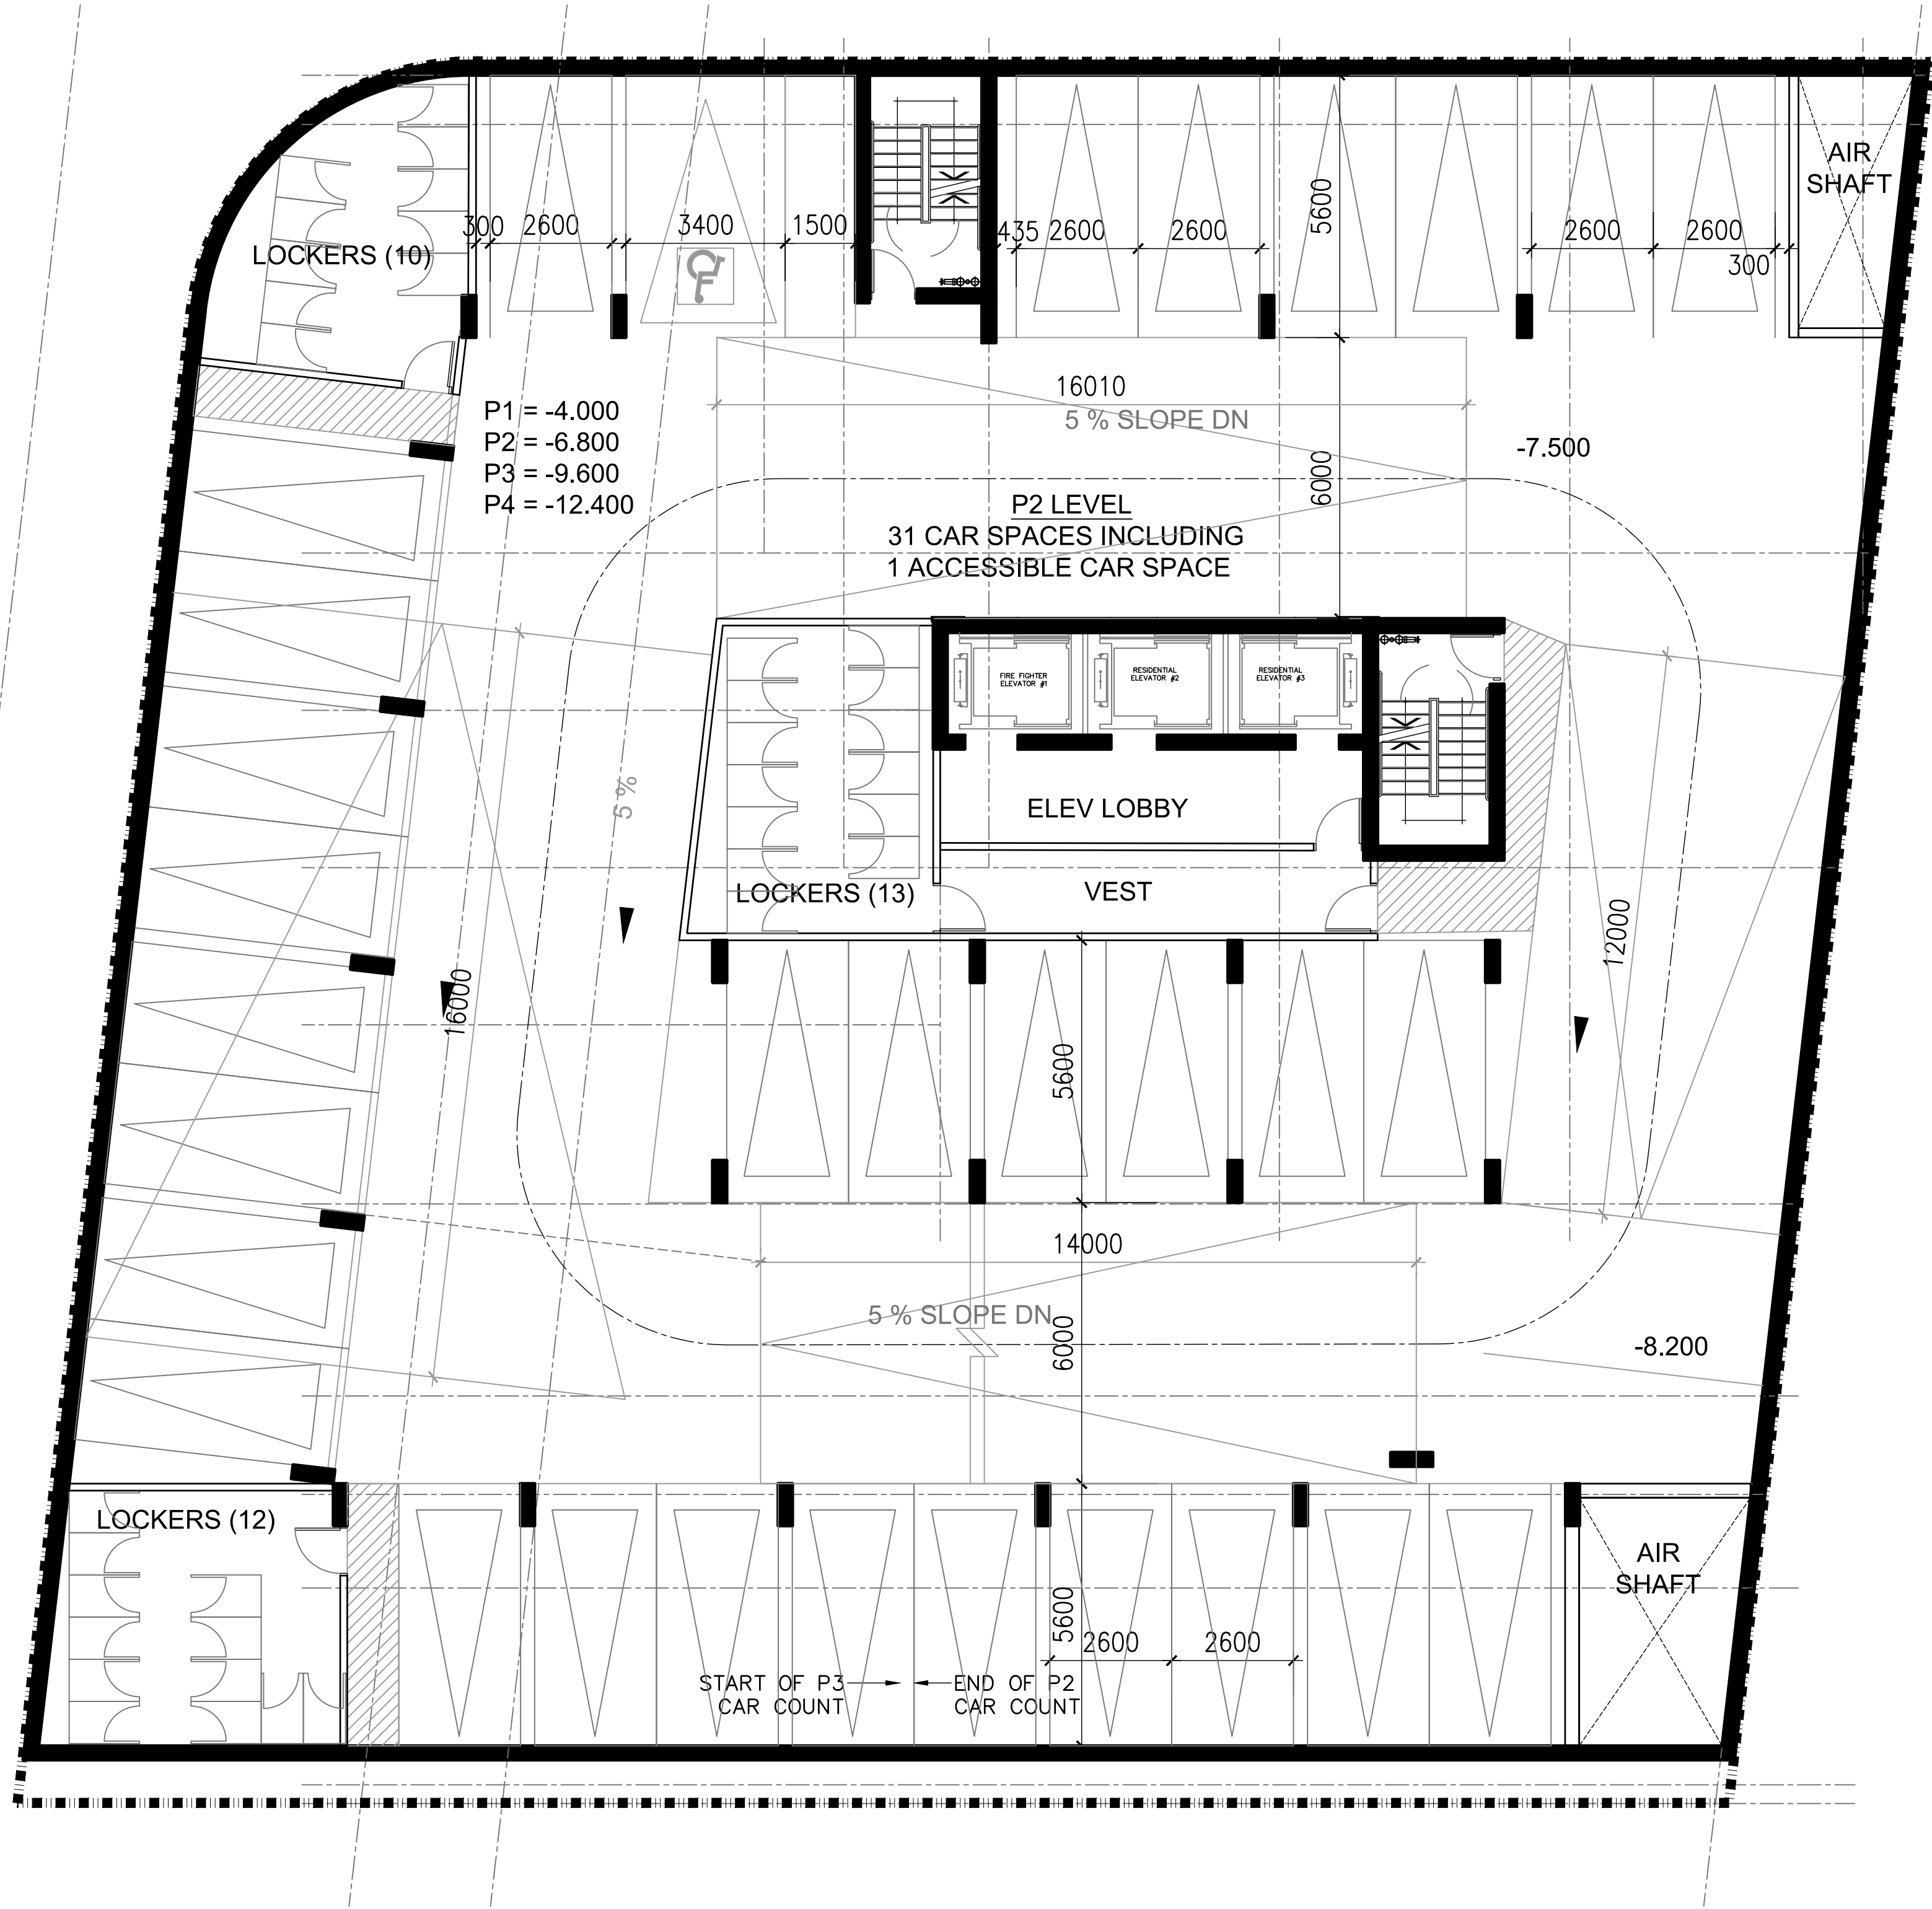 AIR
SHAFT
300
2600
3400
1500
435
2600
2600
5600
2600
2600
300
LOCKERS (10)
16010
5 % SLOPE DN
P1 = -4.000
P2 = -6.800
P3 = -9.600
P4 = -12.400
-7.500
6000
P2 LEVEL
31 CAR SPACES INCLUDING
1 ACCESSIBLE CAR SPACE
FIRE FIGHTER
ELEVATOR #1
RESIDENTIAL
ELEVATOR #2
RESIDENTIAL
ELEVATOR #3
5 %
ELEV LOBBY
LOCKERS (13)
VEST
12000
16000
5600
14000
5 % SLOPE DN
6000
-8.200
LOCKERS (12)
AIR
SHAFT
5600
2600
2600
START OF P3
CAR COUNT
END OF P2
CAR COUNT